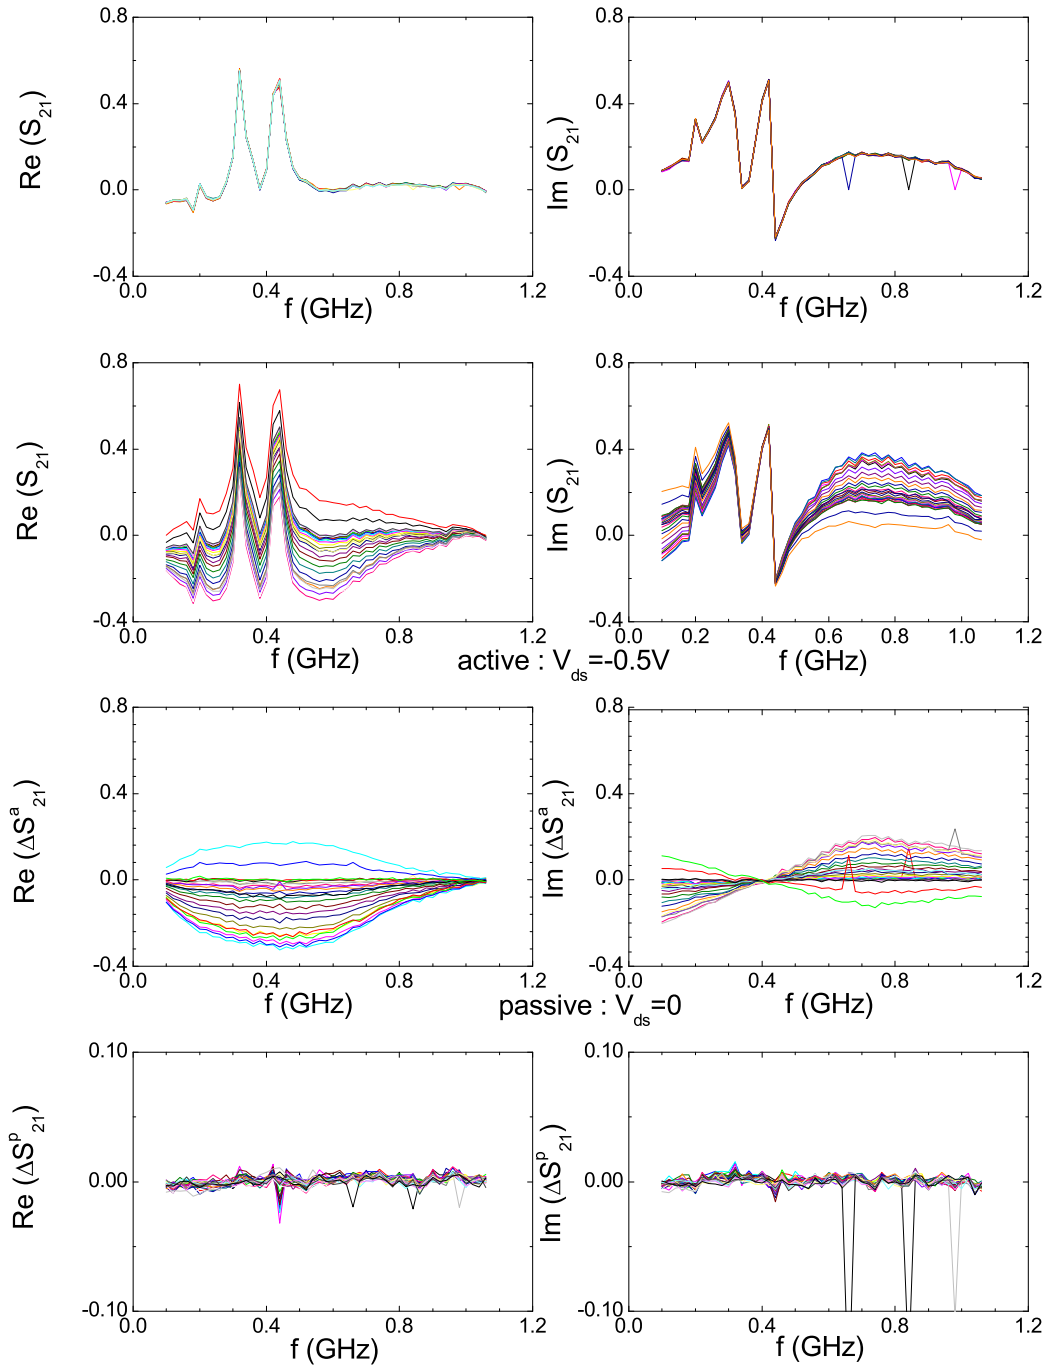 Re (S21)
0.8
0.4
0.0
-0.4
0.0 0.4 0.8 1.2
f (GHz)
Im (S21)
0.8
0.4
0.0
-0.4
0.0 0.4 0.8 1.2
f (GHz)
Re (S21)
0.8
0.4
0.0
-0.4
0.0 0.4 0.8 1.2
f (GHz)
Im (S21)
0.8
0.4
0.0
-0.4
0.0 0.2 0.4 0.6 0.8 1.0 1.2
f (GHz)
active : Vds=-0.5V
Re (ΔSa21)
0.8
0.4
0.0
-0.4
0.0 0.4 0.8 1.2
f (GHz)
Im (ΔSa21)
0.8
0.4
0.0
-0.4
0.0 0.4 0.8 1.2
f (GHz)
passive : Vds=0
Re (ΔSp21)
0.10
0.00
-0.10
0.0 0.4 0.8 1.2
f (GHz)
Im (ΔSp21)
0.10
0.00
-0.10
0.0 0.4 0.8 1.2
f (GHz)